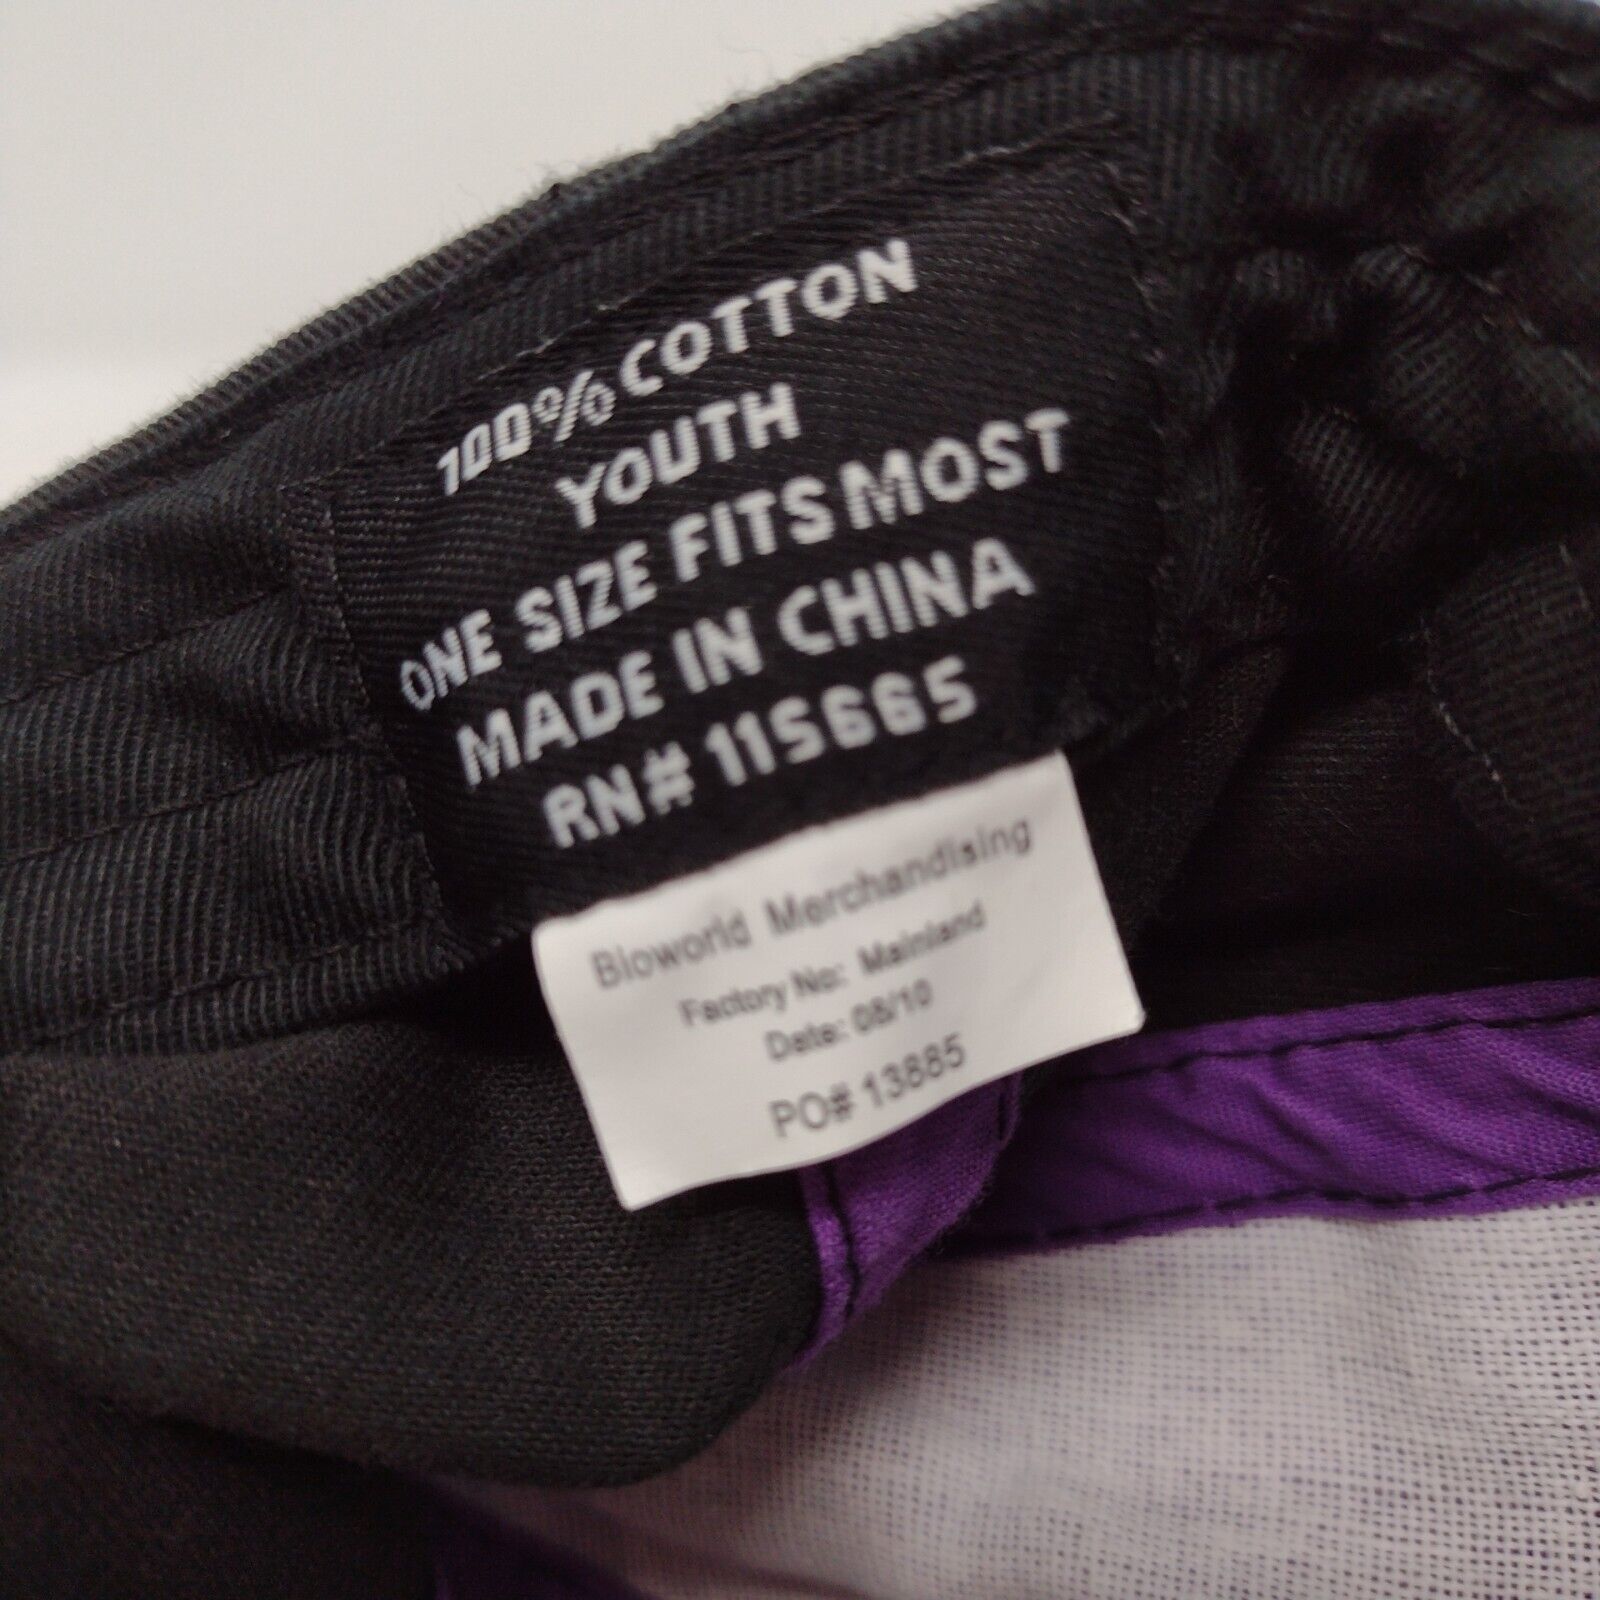 100% COTTON
YOUTH
ONE SIZE FITS MOST
MADE IN CHINA
RN# 115665
Bioworld Merchandising
Factory No: Mainland
Date: 08/10
PO# 13885